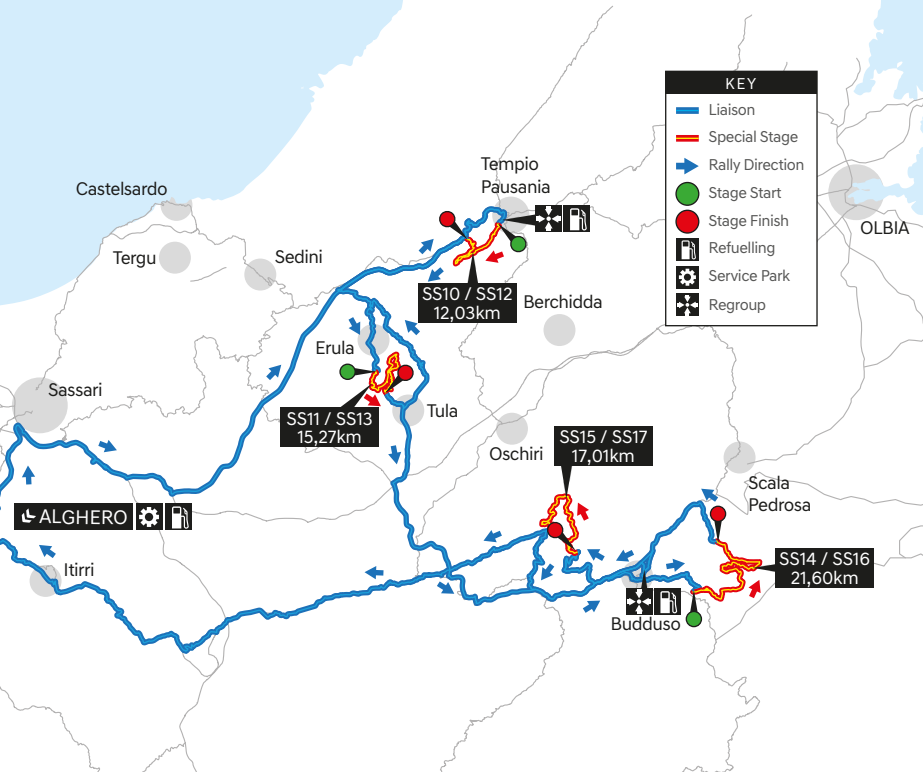 KEY
Liaison
Special Stage
Rally Direction
Stage Start
Stage Finish
Refuelling
Service Park
Regroup
Tempio
Pausania
Castelsardo
OLBIA
Tergu
Sedini
SS10 / SS12
12,03km
Berchidda
Erula
Sassari
SS11 / SS13
15,27km
Tula
SS15 / SS17
17,01km
Oschiri
Scala
Pedrosa
ALGHERO
SS14 / SS16
21,60km
Itirri
Budduso